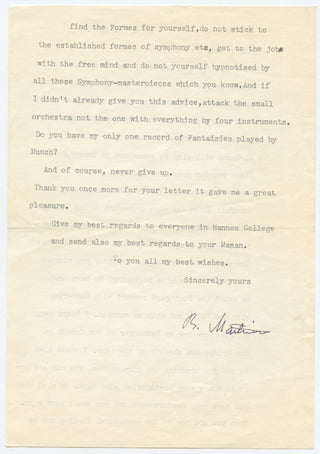 find the Formes for yourself,do not stick to
the established formes of symphony etc, get to the jobs
with the free mind and do not yourself hypnotised by
all these Symphony-masterpieces which you know.And if
I didn't already give you this advice,attack the small
orchestra not the one with everything by four instruments.
Do you have my only one record of Fantaisies played by
Munch?
And of course, never give up.
Thank you once more for your letter it gave me a great
pleasure.
Give my best regards to everyone in Mannes College
and send also my best regards to your Maman.
To you all my best wishes.
Sincerely yours
B. Martinu